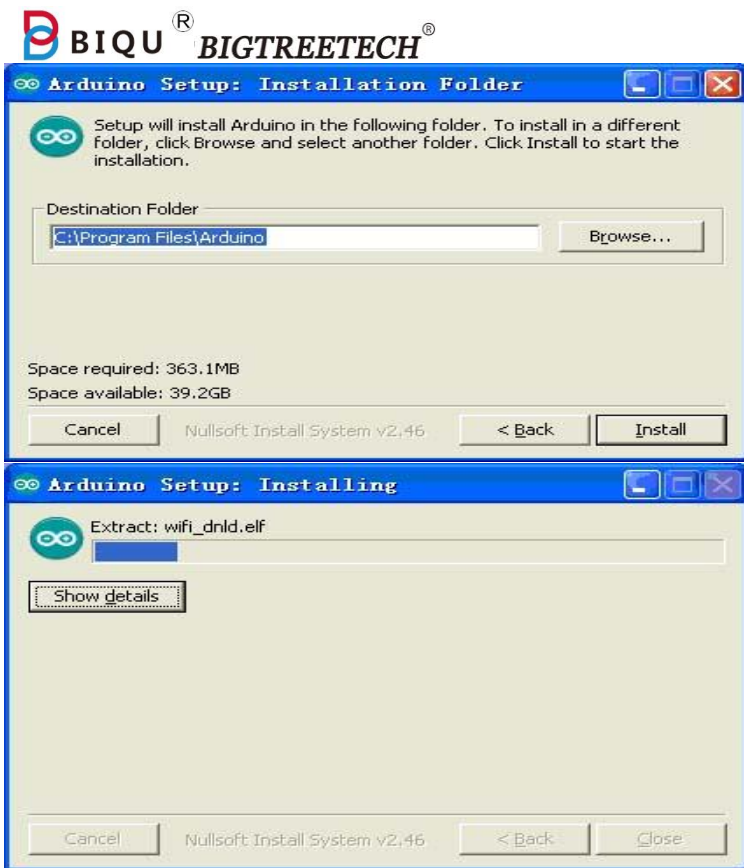 BIQU® BIGTREETECH®
Arduino Setup: Installation Folder
Setup will install Arduino in the following folder. To install in a different
folder, click Browse and select another folder. Click Install to start the
installation.
Destination Folder
C:\Program Files\Arduino
Browse...
Space required: 363.1MB
Space available: 39.2GB
Cancel
Nullsoft Install System v2.46
< Back
Install
Arduino Setup: Installing
Extract: wifi_dnld.elf
Show details
Cancel
Nullsoft Install System v2.46
< Back
Close